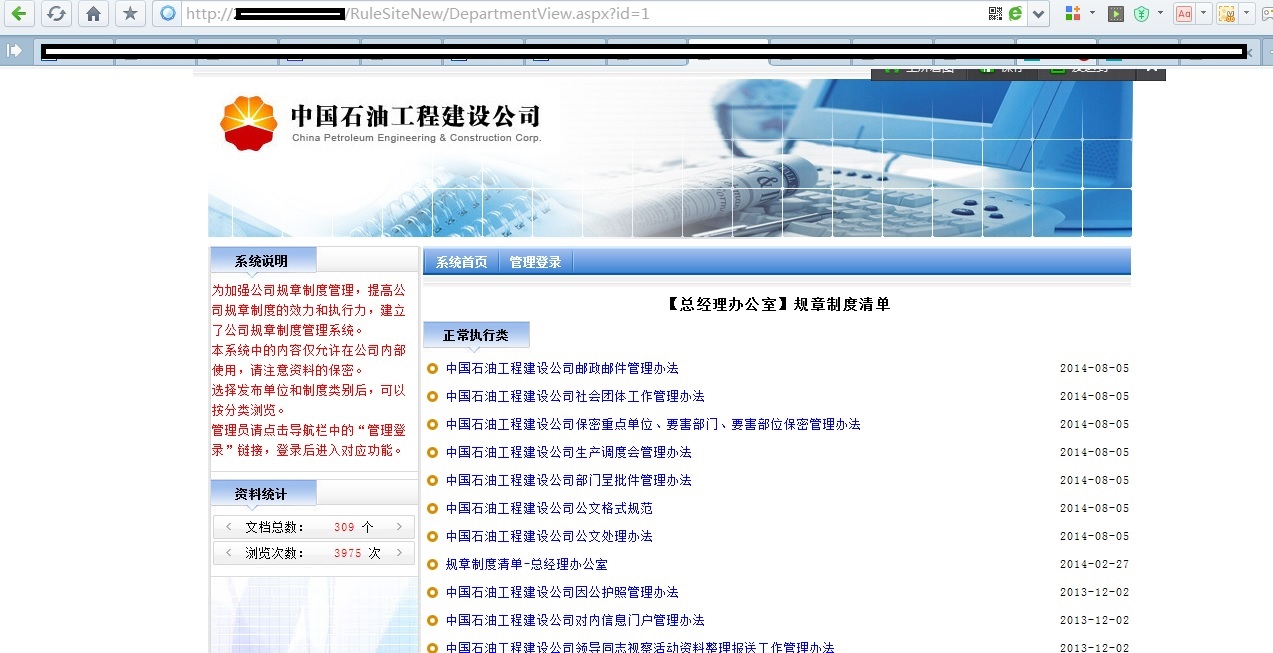 http://
/RuleSiteNew/DepartmentView.aspx?id=1
中国石油工程建设公司
China Petroleum Engineering & Construction Corp.
系统说明
为加强公司规章制度管理，提高公
司规章制度的效力和执行力，建立
了公司规章制度管理系统。
本系统中的内容仅允许在公司内部
使用，请注意资料的保密。
选择发布单位和制度类别后，可以
按分类浏览。
管理员请点击导航栏中的“管理登
录”链接，登录后进入对应功能。
资料统计
文档总数： 309 个
浏览次数： 3975 次
系统首页 管理登录
【总经理办公室】规章制度清单
正常执行类
中国石油工程建设公司邮政邮件管理办法 2014-08-05
中国石油工程建设公司社会团体工作管理办法 2014-08-05
中国石油工程建设公司保密重点单位、要害部门、要害部位保密管理办法 2014-08-05
中国石油工程建设公司生产调度会管理办法 2014-08-05
中国石油工程建设公司部门呈批件管理办法 2014-08-05
中国石油工程建设公司公文格式规范 2014-08-05
中国石油工程建设公司公文处理办法 2014-08-05
规章制度清单-总经理办公室 2014-02-27
中国石油工程建设公司因公护照管理办法 2013-12-02
中国石油工程建设公司对内信息门户管理办法 2013-12-02
中国石油工程建设公司领导同志视察活动资料整理报送工作管理办法 2013-12-02